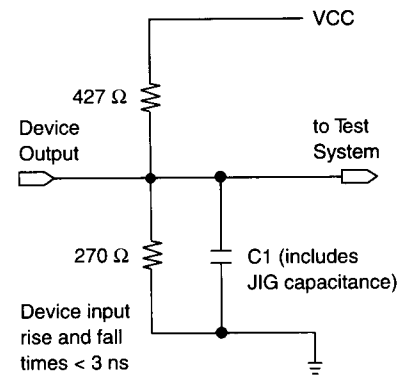 VCC
427 Ω
Device
Output
to Test
System
270 Ω
C1 (includes
JIG capacitance)
Device input
rise and fall
times < 3 ns